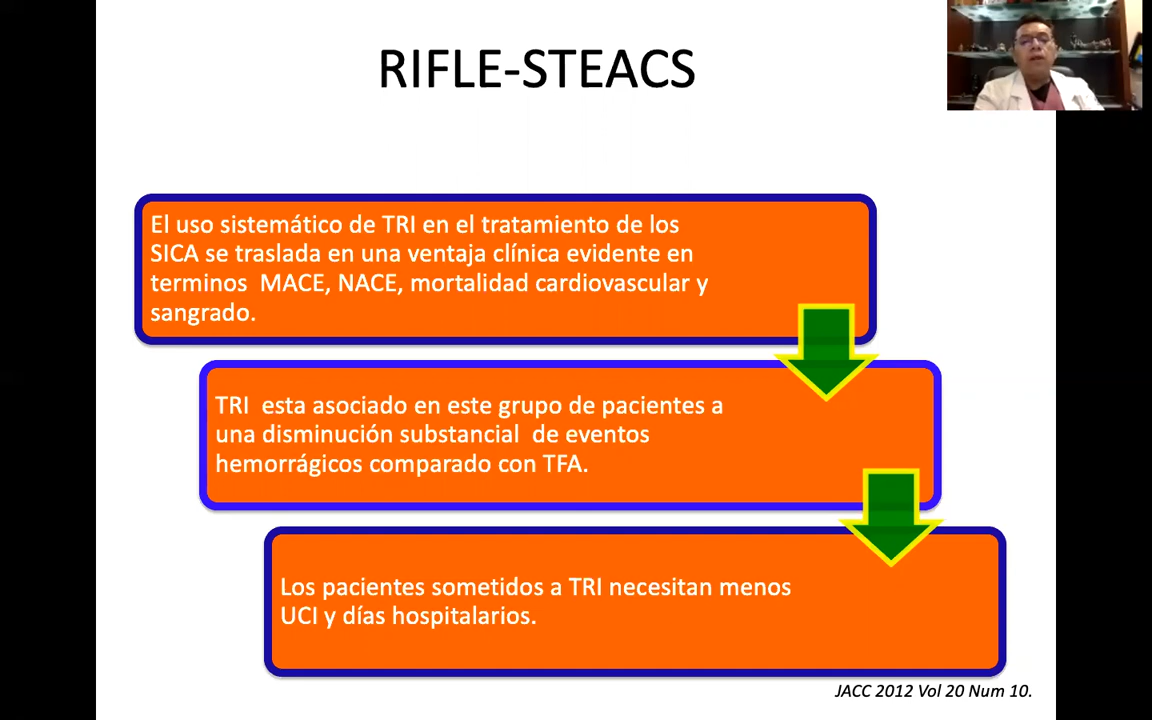 RIFLE-STEACS
El uso sistemático de TRI en el tratamiento de los
SICA se traslada en una ventaja clínica evidente en
terminos  MACE, NACE, mortalidad cardiovascular y
sangrado.
TRI  esta asociado en este grupo de pacientes a
una disminución substancial  de eventos
hemorrágicos comparado con TFA.
Los pacientes sometidos a TRI necesitan menos
UCI y días hospitalarios.
JACC 2012 Vol 20 Num 10.